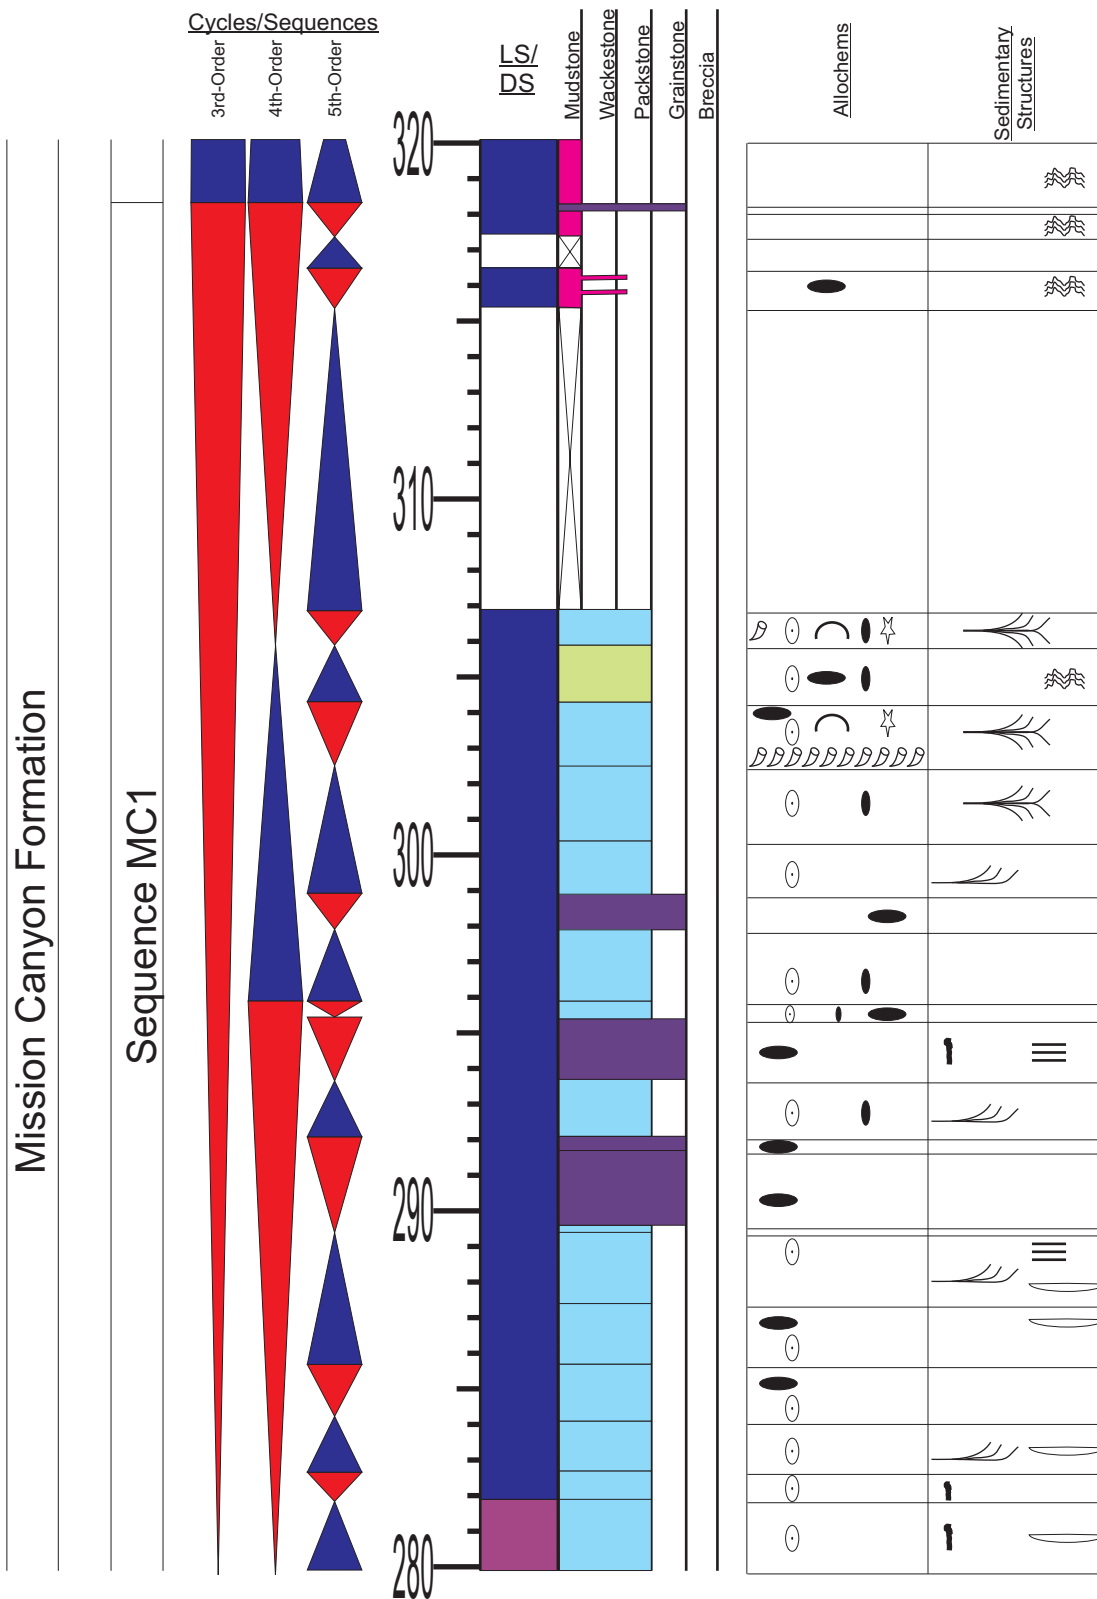 Cycles/Sequences
3rd-Order
4th-Order
5th-Order
LS/
DS
Mudstone
Wackestone
Packstone
Grainstone
Breccia
Allochems
Sedimentary
Structures
320
310
300
290
280
Mission Canyon Formation
Sequence MC1